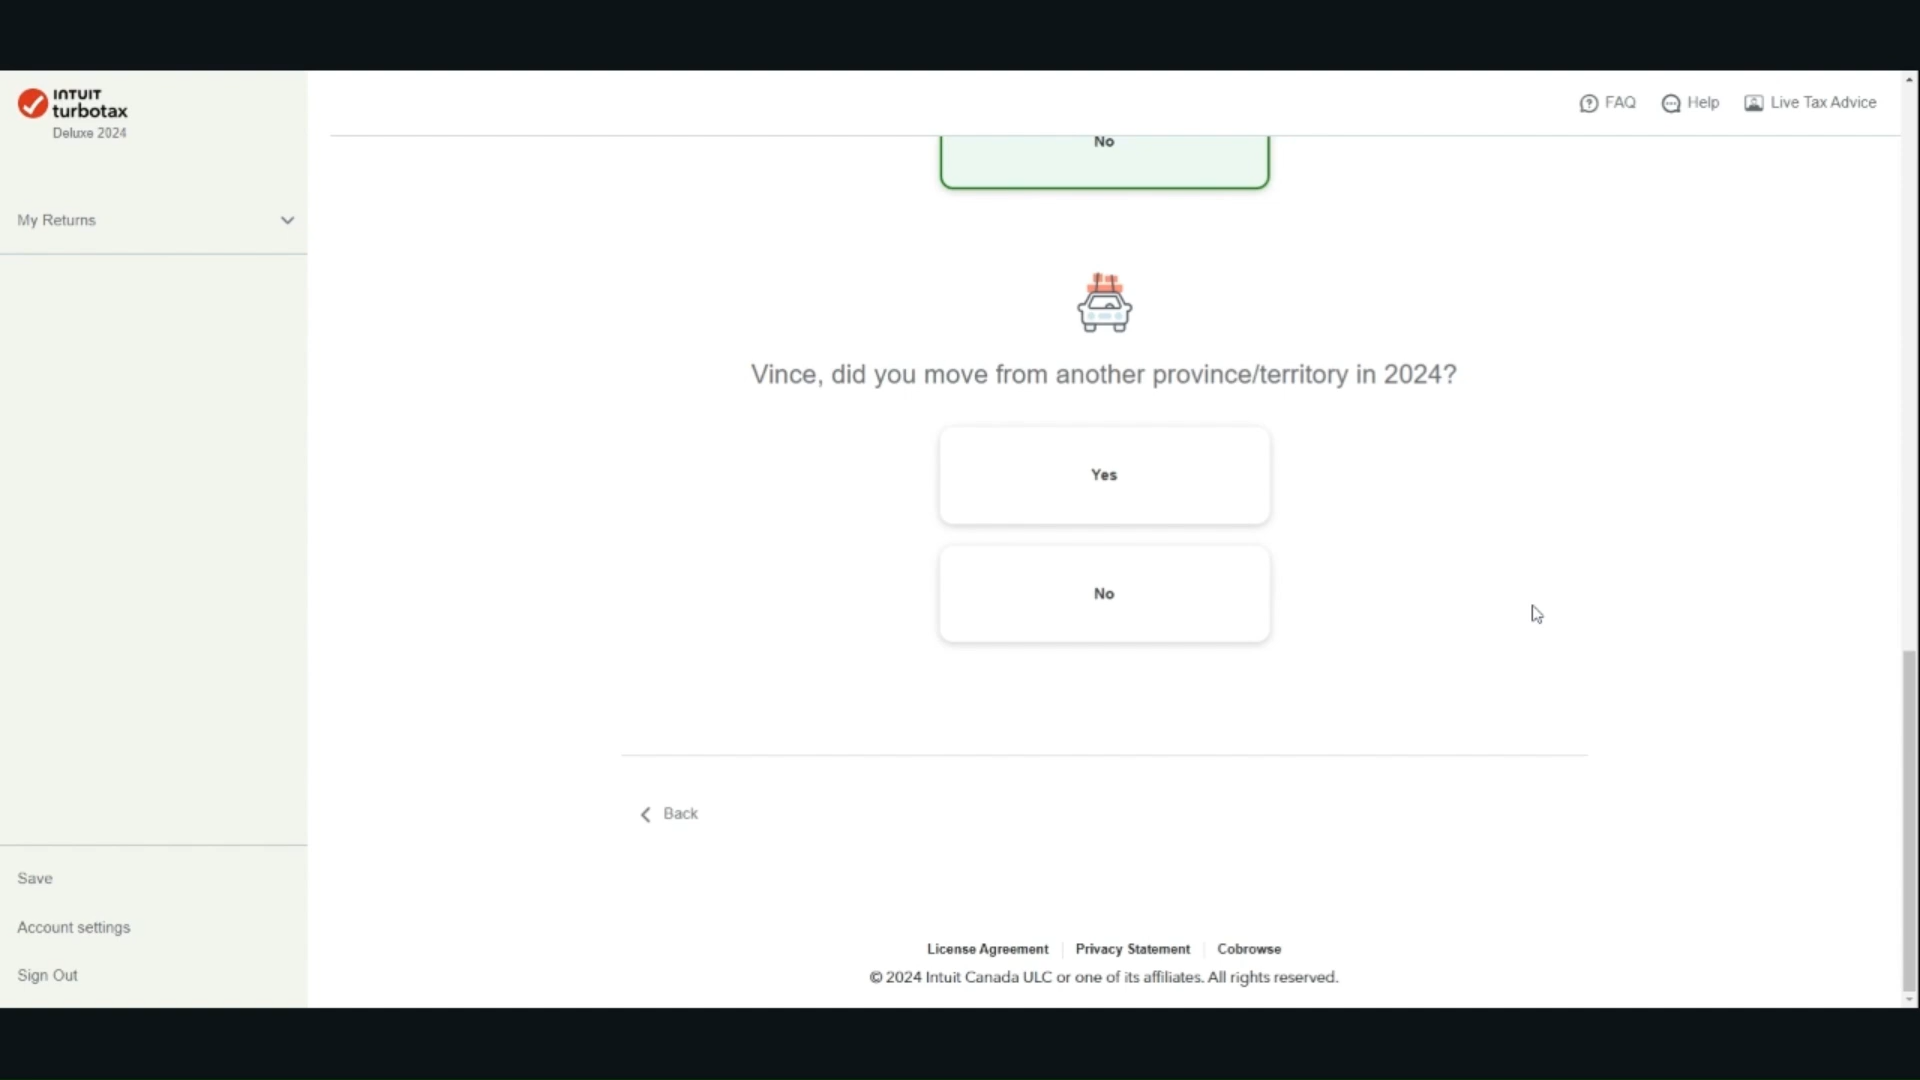 INTUIT
turbotax
Deluxe 2024
FAQ
Help
Live Tax Advice
My Returns
No
Vince, did you move from another province/territory in 2024?
Yes
No
Back
Save
Account settings
Sign Out
License Agreement
Privacy Statement
Cobrowse
© 2024 Intuit Canada ULC or one of its affiliates. All rights reserved.